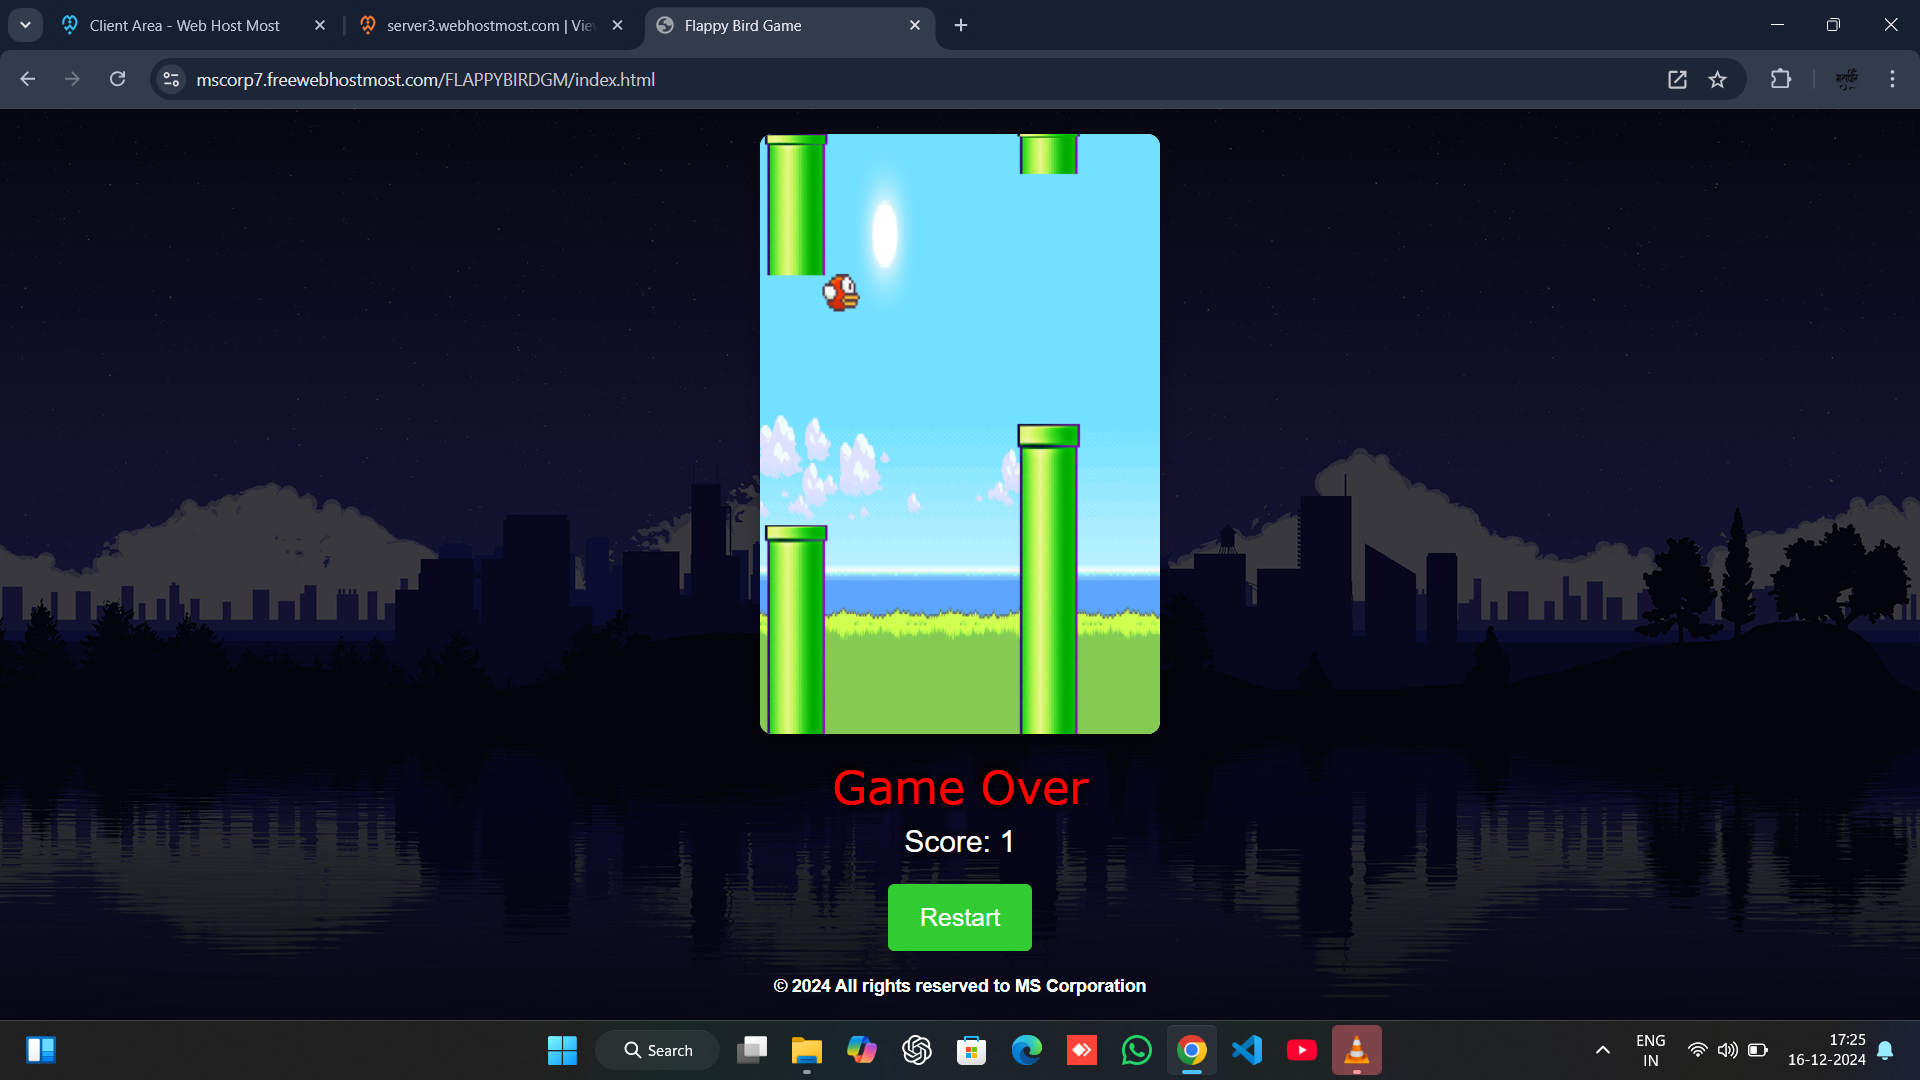 Client Area - Web Host Most
server3.webhostmost.com | Vie
Flappy Bird Game
mscorp7.freewebhostmost.com/FLAPPYBIRDGM/index.html
Game Over
Score: 1
Restart
© 2024 All rights reserved to MS Corporation
Search
ENG
IN
17:25
16-12-2024